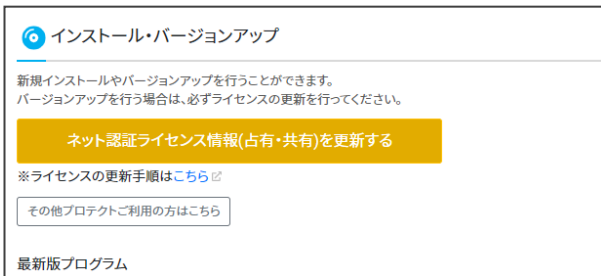 インストール・バージョンアップ
新規インストールやバージョンアップを行うことができます。
バージョンアップを行う場合は、必ずライセンスの更新を行ってください。
ネット認証ライセンス情報(占有・共有)を更新する
※ライセンスの更新手順はこちら
その他プロテクトご利用の方はこちら
最新版プログラム